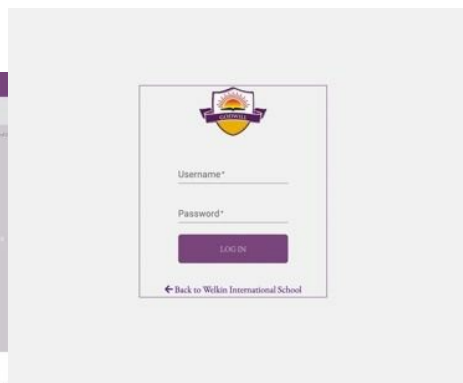 Username*
Password*
LOG IN
← Back to Welkin International School